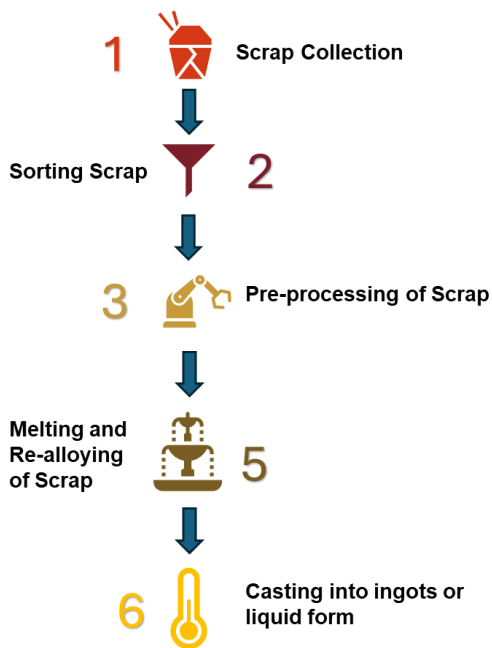 1
Scrap Collection
Sorting Scrap
2
3
Pre-processing of Scrap
Melting and
Re-alloying
of Scrap
5
6
Casting into ingots or
liquid form